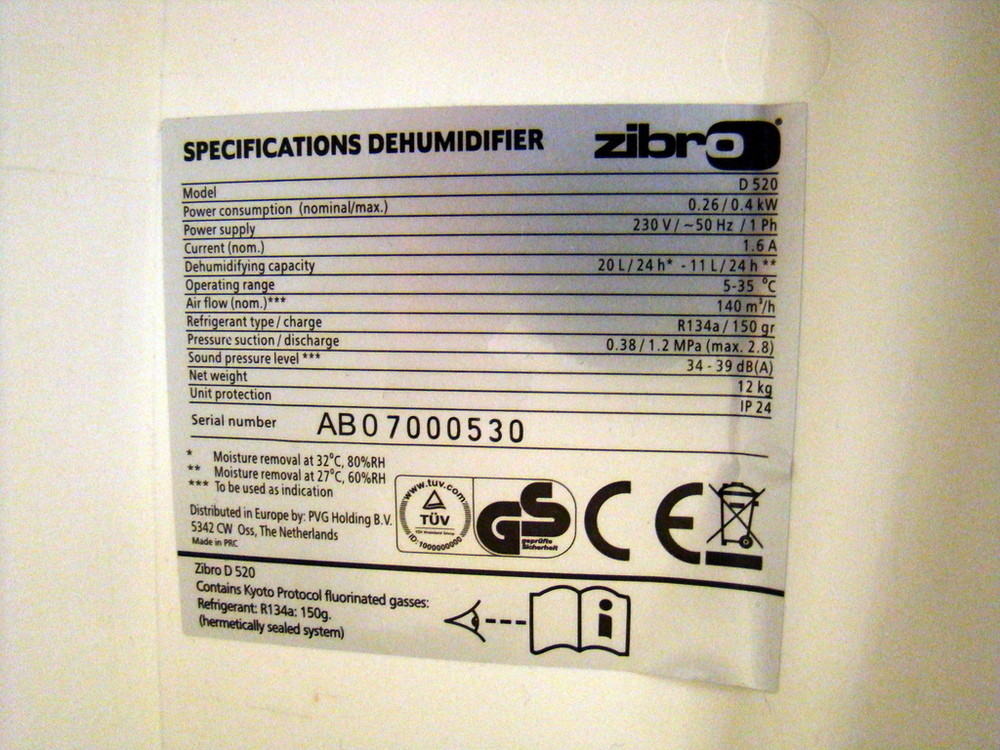 SPECIFICATIONS DEHUMIDIFIER zibro®
Model D 520
Power consumption (nominal/max.) 0.26 / 0.4 kW
Power supply 230 V / ~50 Hz / 1 Ph
Current (nom.) 1.6 A
Dehumidifying capacity 20 L / 24 h* - 11 L / 24 h **
Operating range 5-35 °C
Air flow (nom.)*** 140 m³/h
Refrigerant type / charge R134a / 150 gr
Pressure suction / discharge 0.38 / 1.2 MPa (max. 2.8)
Sound pressure level *** 34 - 39 dB(A)
Net weight 12 kg
Unit protection IP 24
Serial number AB07000530
* Moisture removal at 32°C, 80%RH
** Moisture removal at 27°C, 60%RH
*** To be used as indication
Distributed in Europe by: PVG Holding B.V.
5342 CW Oss, The Netherlands
Made in PRC
www.tuv.com
TÜV
TÜV Rheinland Group
ID:1000000000
GS
geprüfte
Sicherheit
CE
Zibro D 520
Contains Kyoto Protocol fluorinated gasses:
Refrigerant: R134a: 150g.
(hermetically sealed system)
i